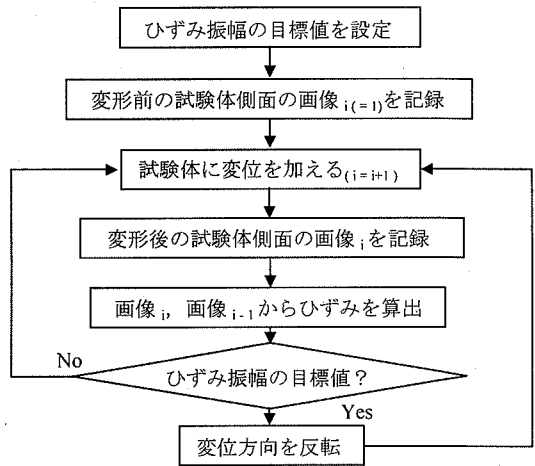 ひずみ振幅の目標値を設定
変形前の試験体側面の画像 i(=1)を記録
試験体に変位を加える(i=i+1)
変形後の試験体側面の画像 i を記録
画像 i，画像 i-1 からひずみを算出
No
ひずみ振幅の目標値？
Yes
変位方向を反転